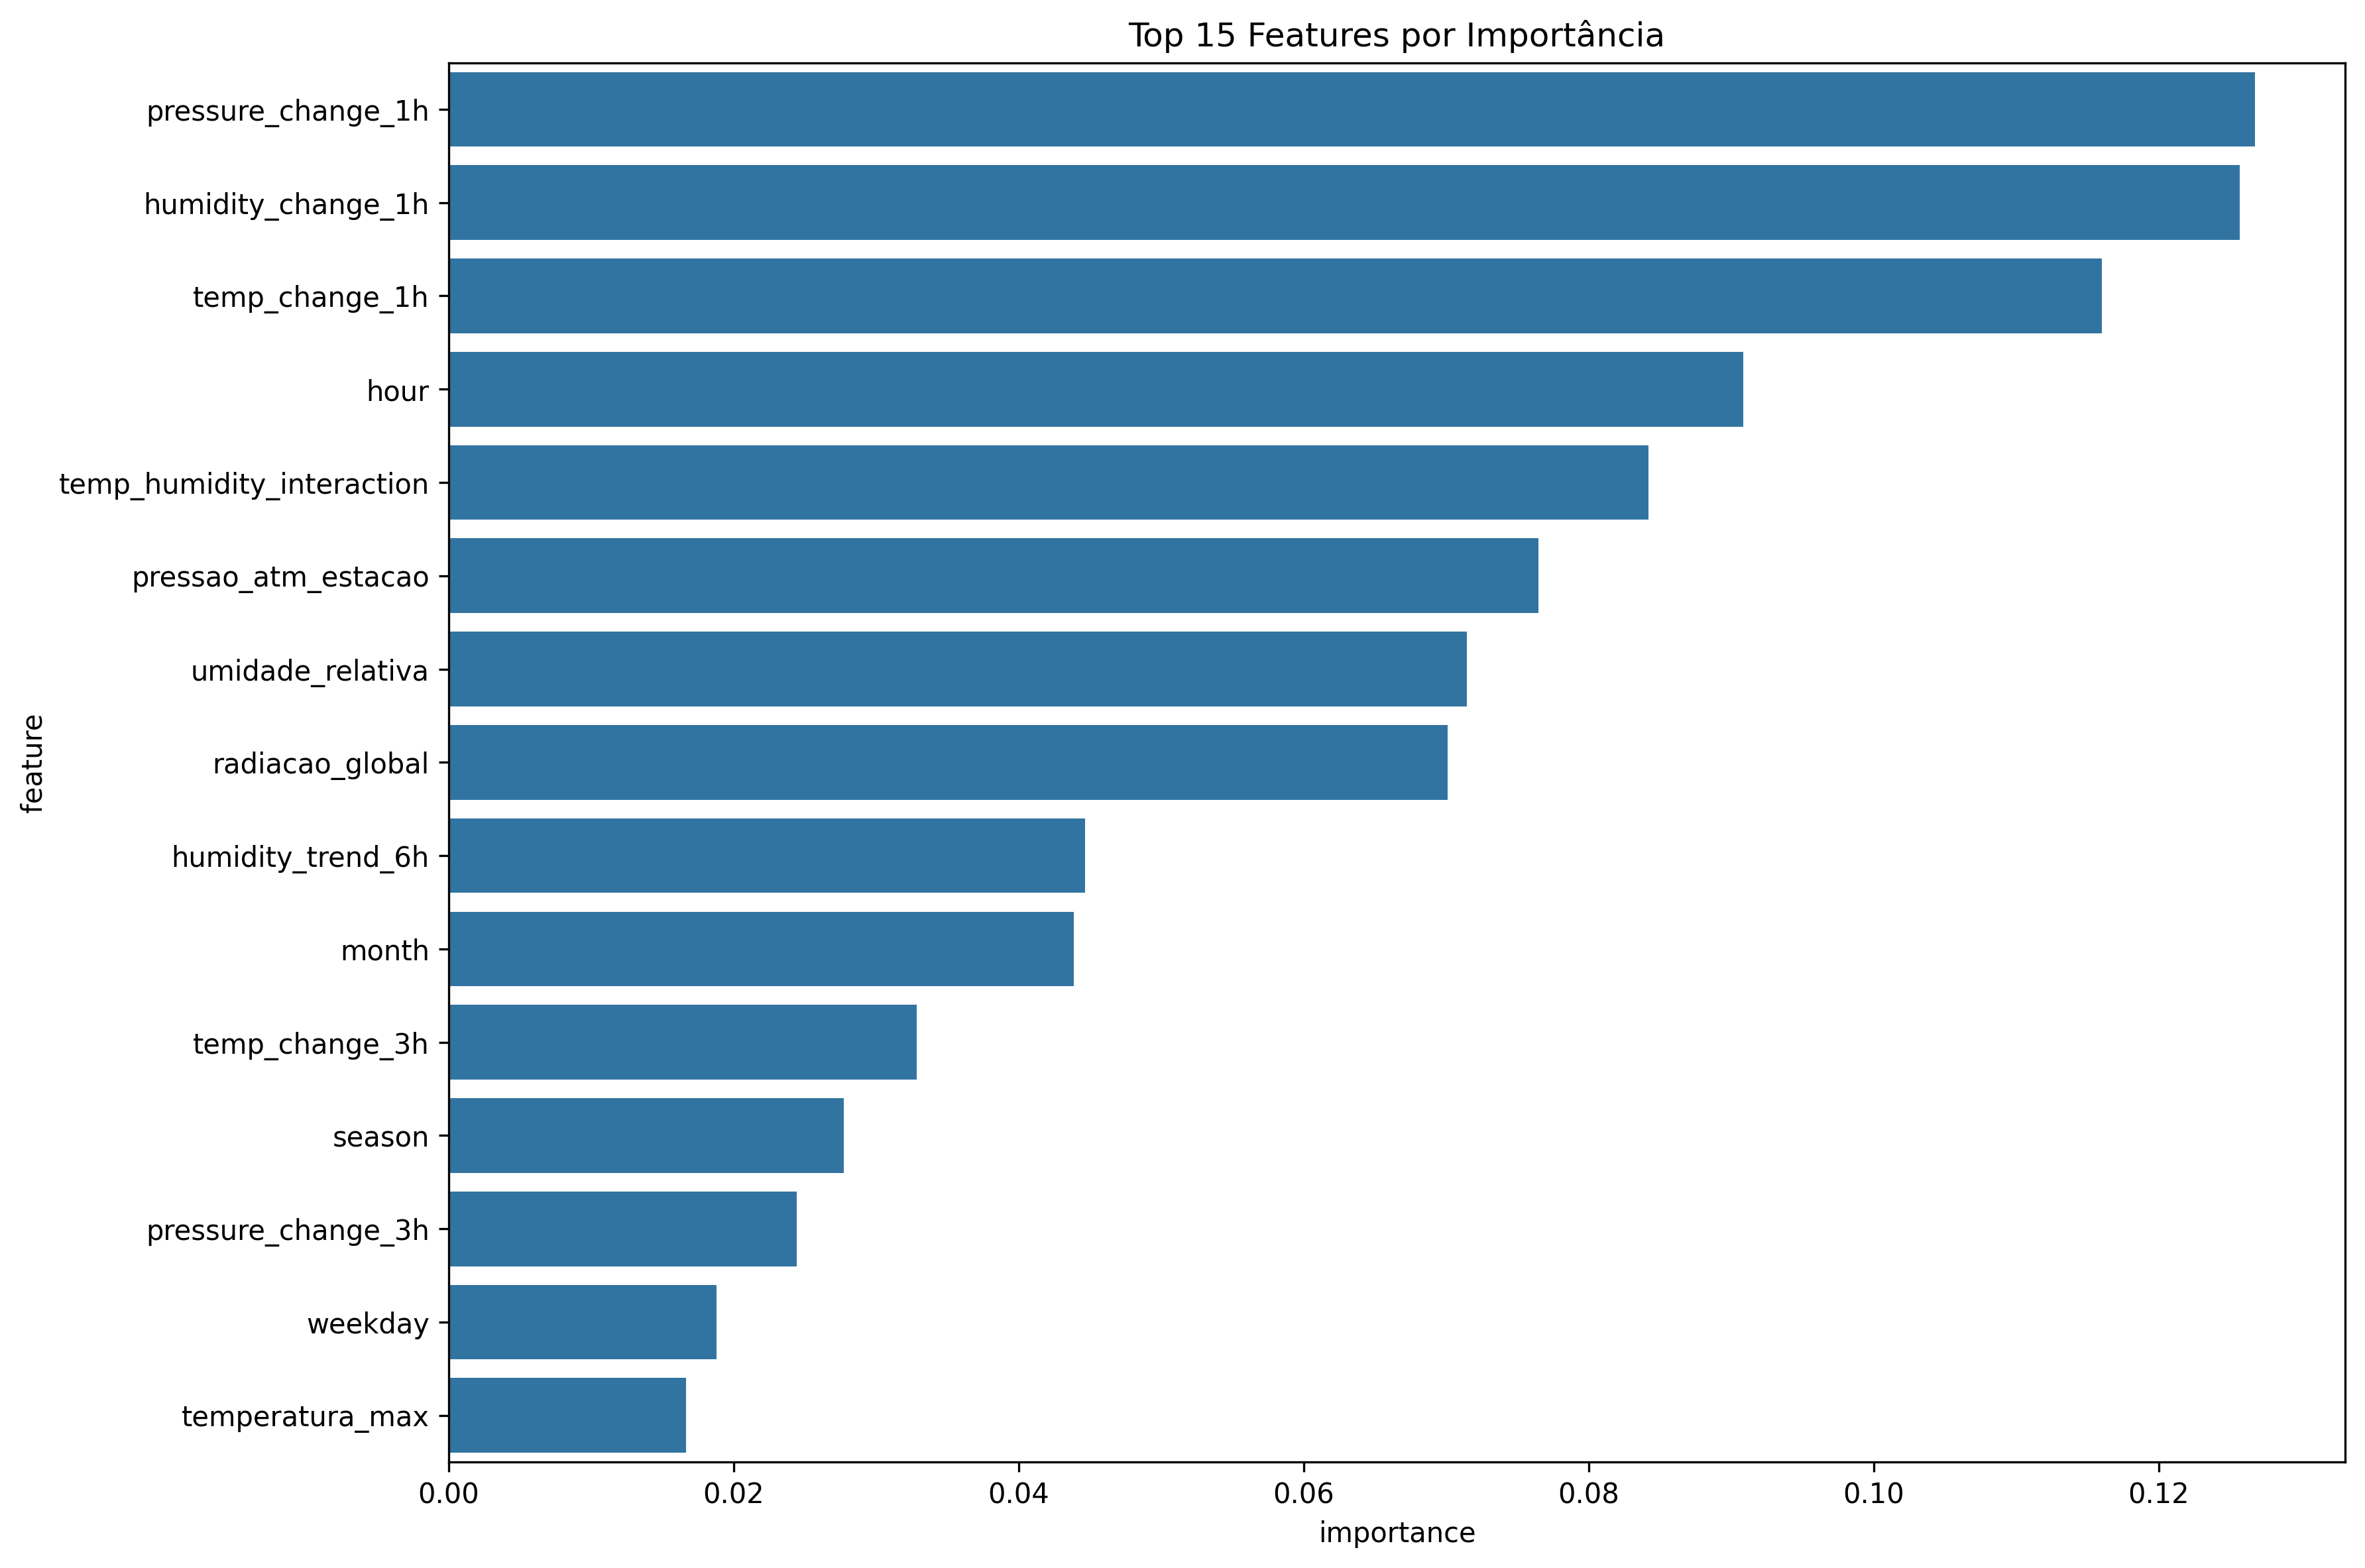 Top 15 Features por Importância
pressure_change_1h
humidity_change_1h
temp_change_1h
hour
temp_humidity_interaction
pressao_atm_estacao
umidade_relativa
radiacao_global
humidity_trend_6h
month
temp_change_3h
season
pressure_change_3h
weekday
temperatura_max
feature
0.00 0.02 0.04 0.06 0.08 0.10 0.12
importance